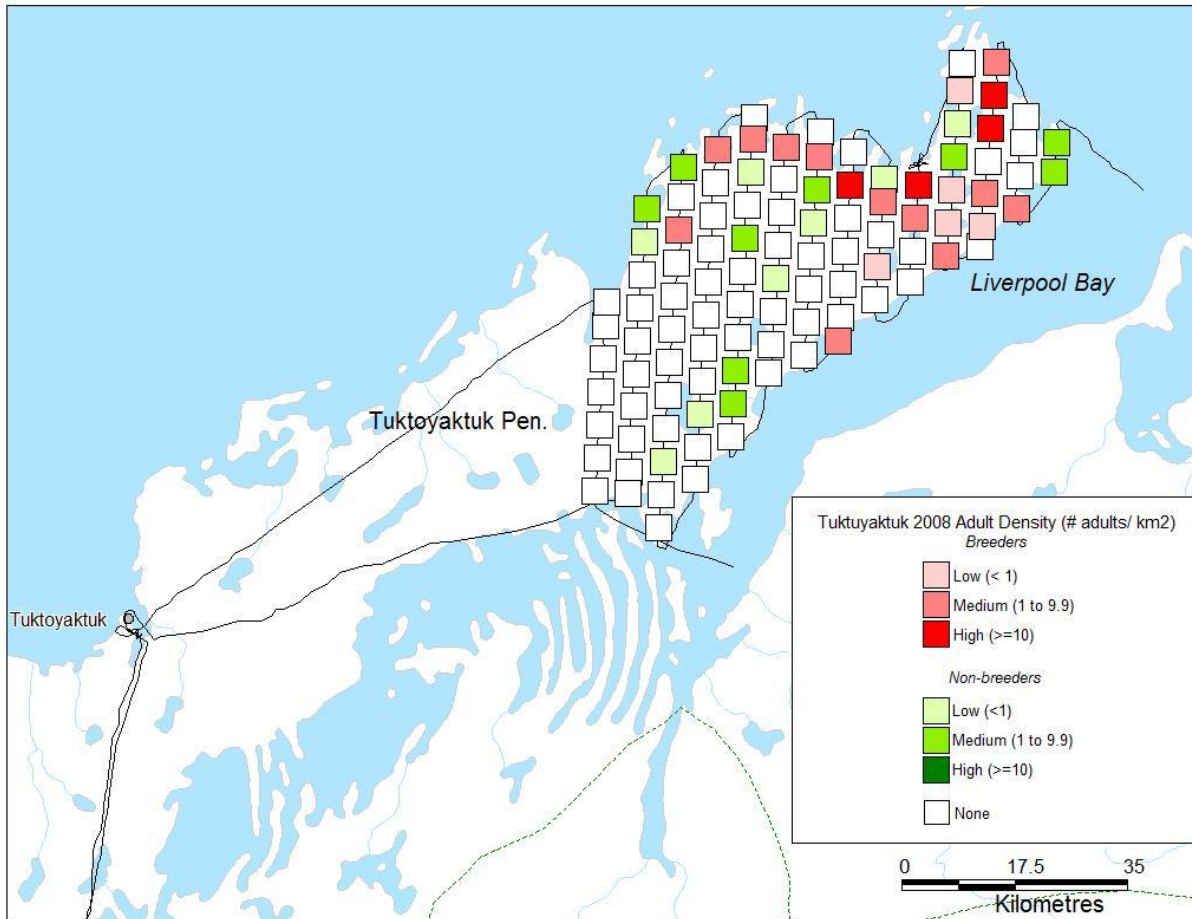 Liverpool Bay
Tuktoyaktuk Pen.
Tuktuyaktuk 2008 Adult Density (# adults/ km2)
Breeders
Low (< 1)
Medium (1 to 9.9)
High (>=10)
Non-breeders
Low (<1)
Medium (1 to 9.9)
High (>=10)
None
Tuktoyaktuk
0 17.5 35
Kilometres